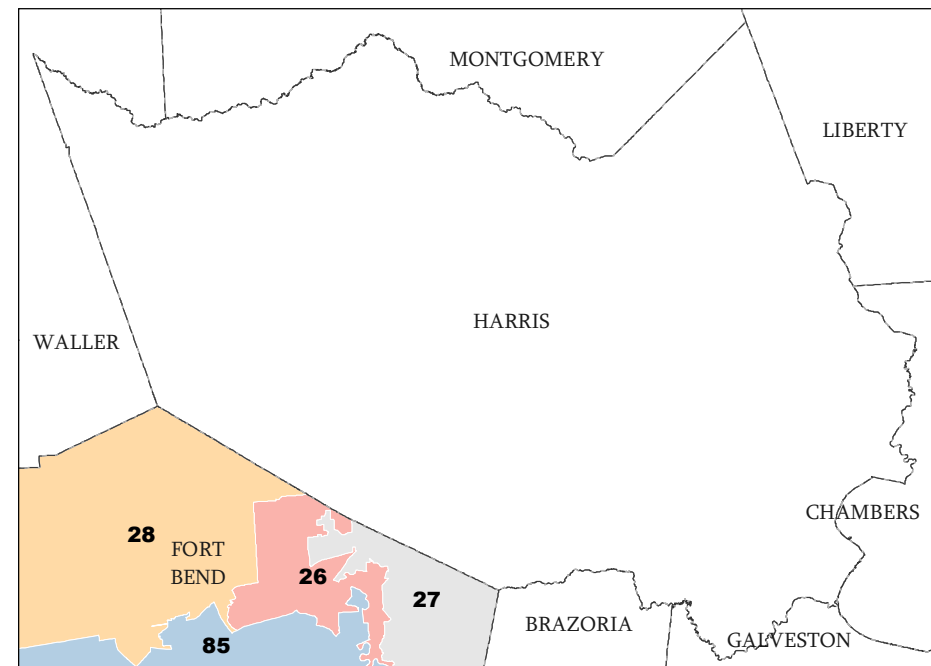 MONTGOMERY
LIBERTY
HARRIS
WALLER
CHAMBERS
28
FORT
BEND
26
27
BRAZORIA
GALVESTON
85